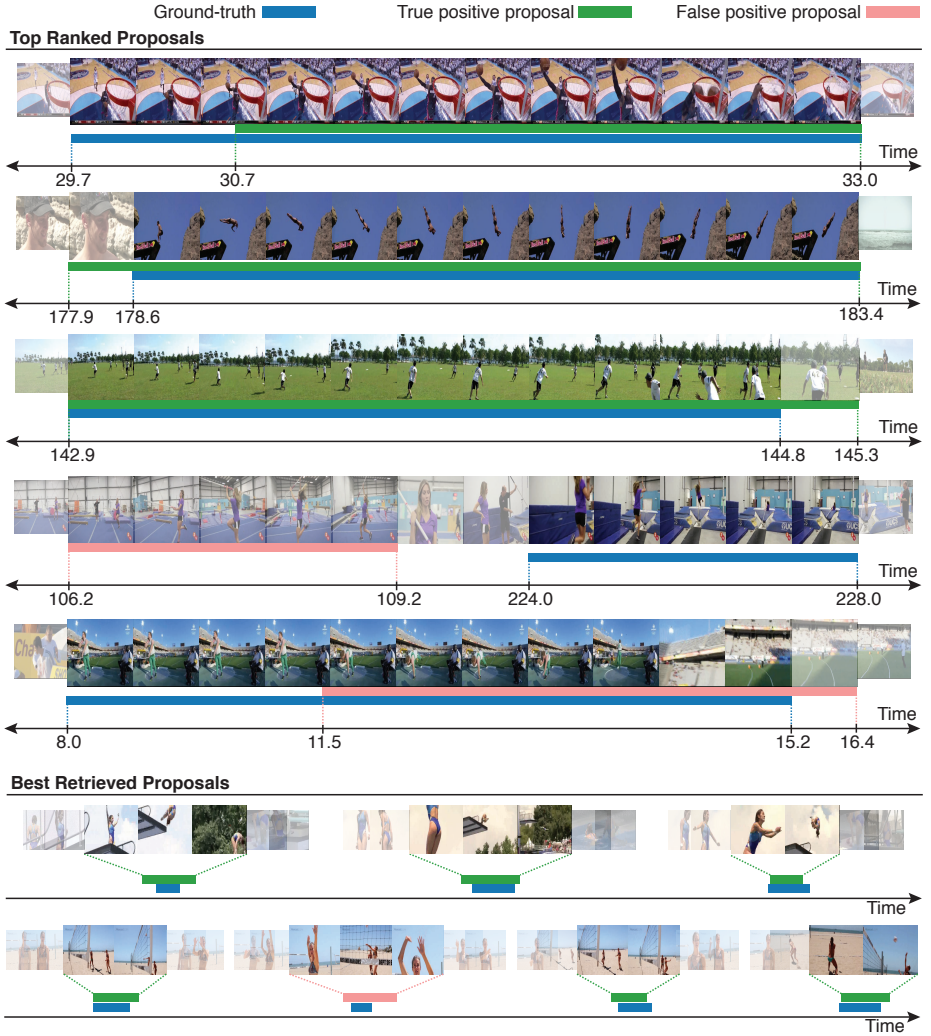 Ground-truth True positive proposal False positive proposal
Top Ranked Proposals
Time
29.7 30.7 33.0
Time
177.9 178.6 183.4
Time
142.9 144.8 145.3
Time
106.2 109.2 224.0 228.0
Cha
Time
8.0 11.5 15.2 16.4
Best Retrieved Proposals
Time
Time